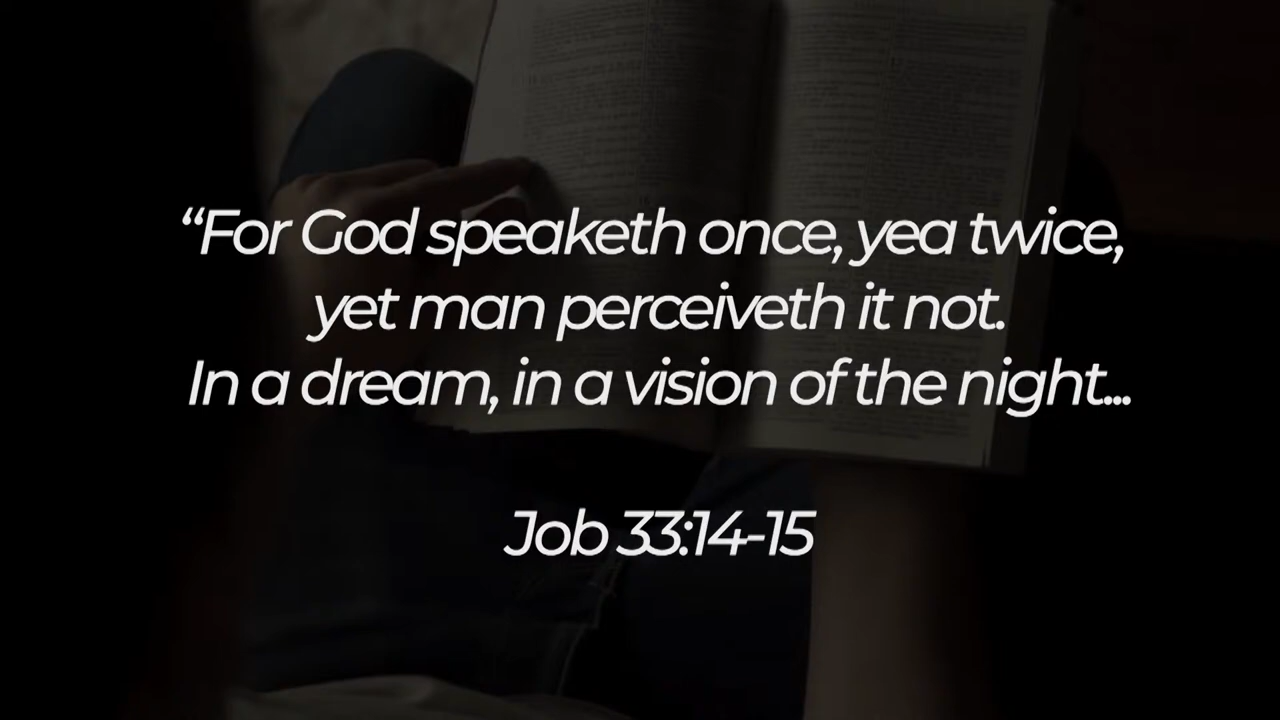 “For God speaketh once, yea twice,
yet man perceiveth it not.
In a dream, in a vision of the night...
Job 33:14-15